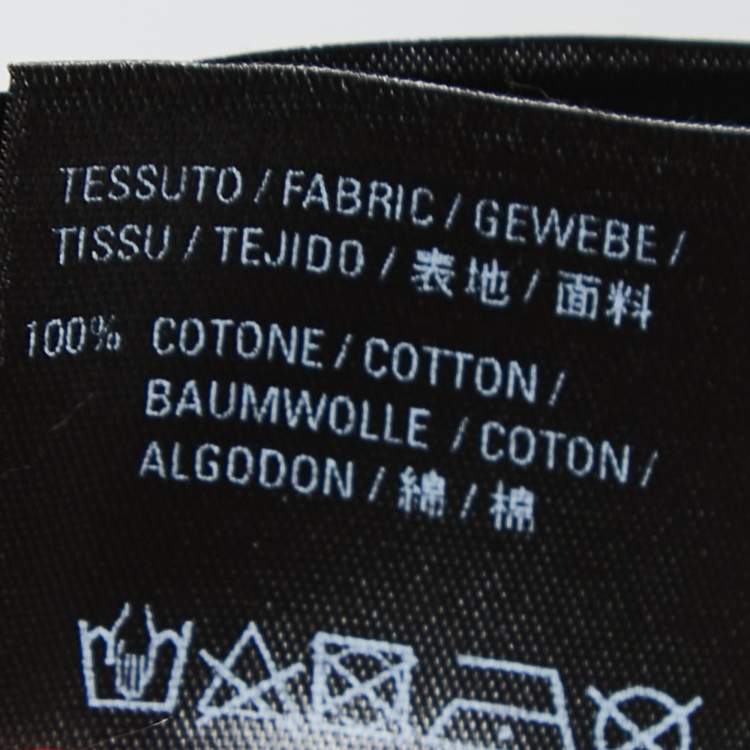 TESSUTO / FABRIC / GEWEBE /
TISSU / TEJIDO / 表地 / 面料
100% COTONE / COTTON /
BAUMWOLLE / COTON /
ALGODON / 綿 / 棉